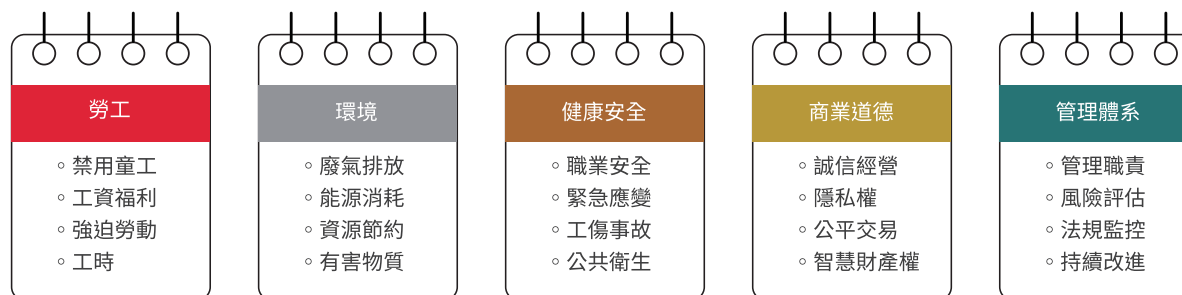 勞工
◦ 禁用童工
◦ 工資福利
◦ 強迫勞動
◦ 工時
環境
◦ 廢氣排放
◦ 能源消耗
◦ 資源節約
◦ 有害物質
健康安全
◦ 職業安全
◦ 緊急應變
◦ 工傷事故
◦ 公共衛生
商業道德
◦ 誠信經營
◦ 隱私權
◦ 公平交易
◦ 智慧財產權
管理體系
◦ 管理職責
◦ 風險評估
◦ 法規監控
◦ 持續改進